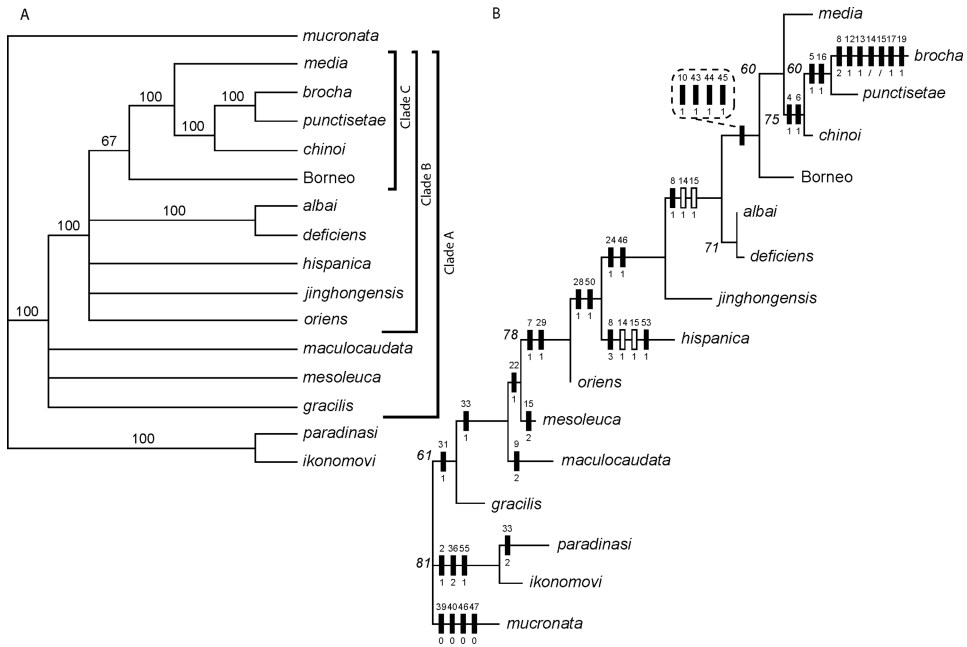 A
mucronata
media
100
brocha
100
punctisetae
100
chinoi
67
Borneo
Clade C
albai
100
deficiens
100
hispanica
jinghongensis
oriens
Clade B
100
maculocaudata
mesoleuca
gracilis
Clade A
paradinasi
100
ikonomovi
B
media
60
60
8 12 13 14 15 17 19
brocha
2 1 1 / / 1 1
5 16
1 1
punctisetae
10 43 44 45
1 1 1 1
4 6
75
1 1
chinoi
Borneo
8 14 15
1 1 1
albai
71
deficiens
24 46
1 1
jinghongensis
28 50
1 1
8 14 15 53
hispanica
3 1 1 1
78
7 29
1 1
oriens
22
1
15
mesoleuca
2
33
1
9
maculocaudata
2
61
31
1
gracilis
33
paradinasi
2
81
2 36 55
1 2 1
ikonomovi
39 40 46 47
mucronata
0 0 0 0